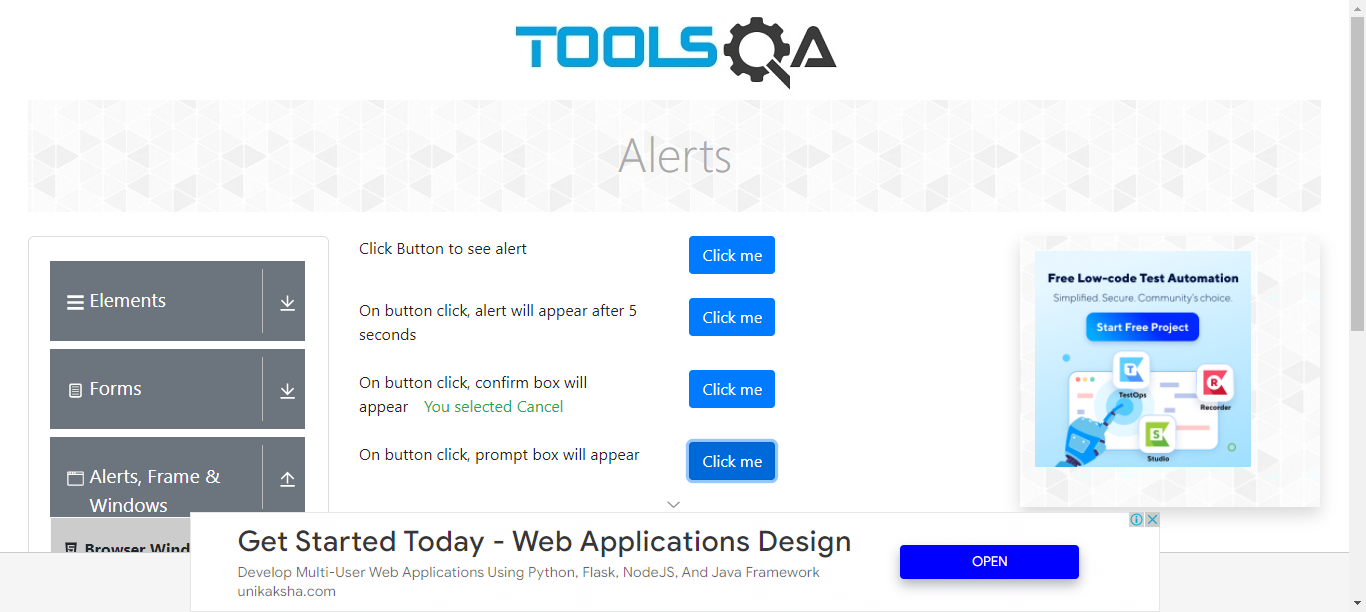 TOOLSQA
Alerts
Elements
Forms
Alerts, Frame &
Windows
Click Button to see alert
Click me
On button click, alert will appear after 5
seconds
Click me
On button click, confirm box will
appear You selected Cancel
Click me
On button click, prompt box will appear
Click me
Free Low-code Test Automation
Simplified. Secure. Community's choice.
Start Free Project
TestOps
Recorder
Studio
Get Started Today - Web Applications Design
Develop Multi-User Web Applications Using Python, Flask, NodeJS, And Java Framework
unikaksha.com
OPEN